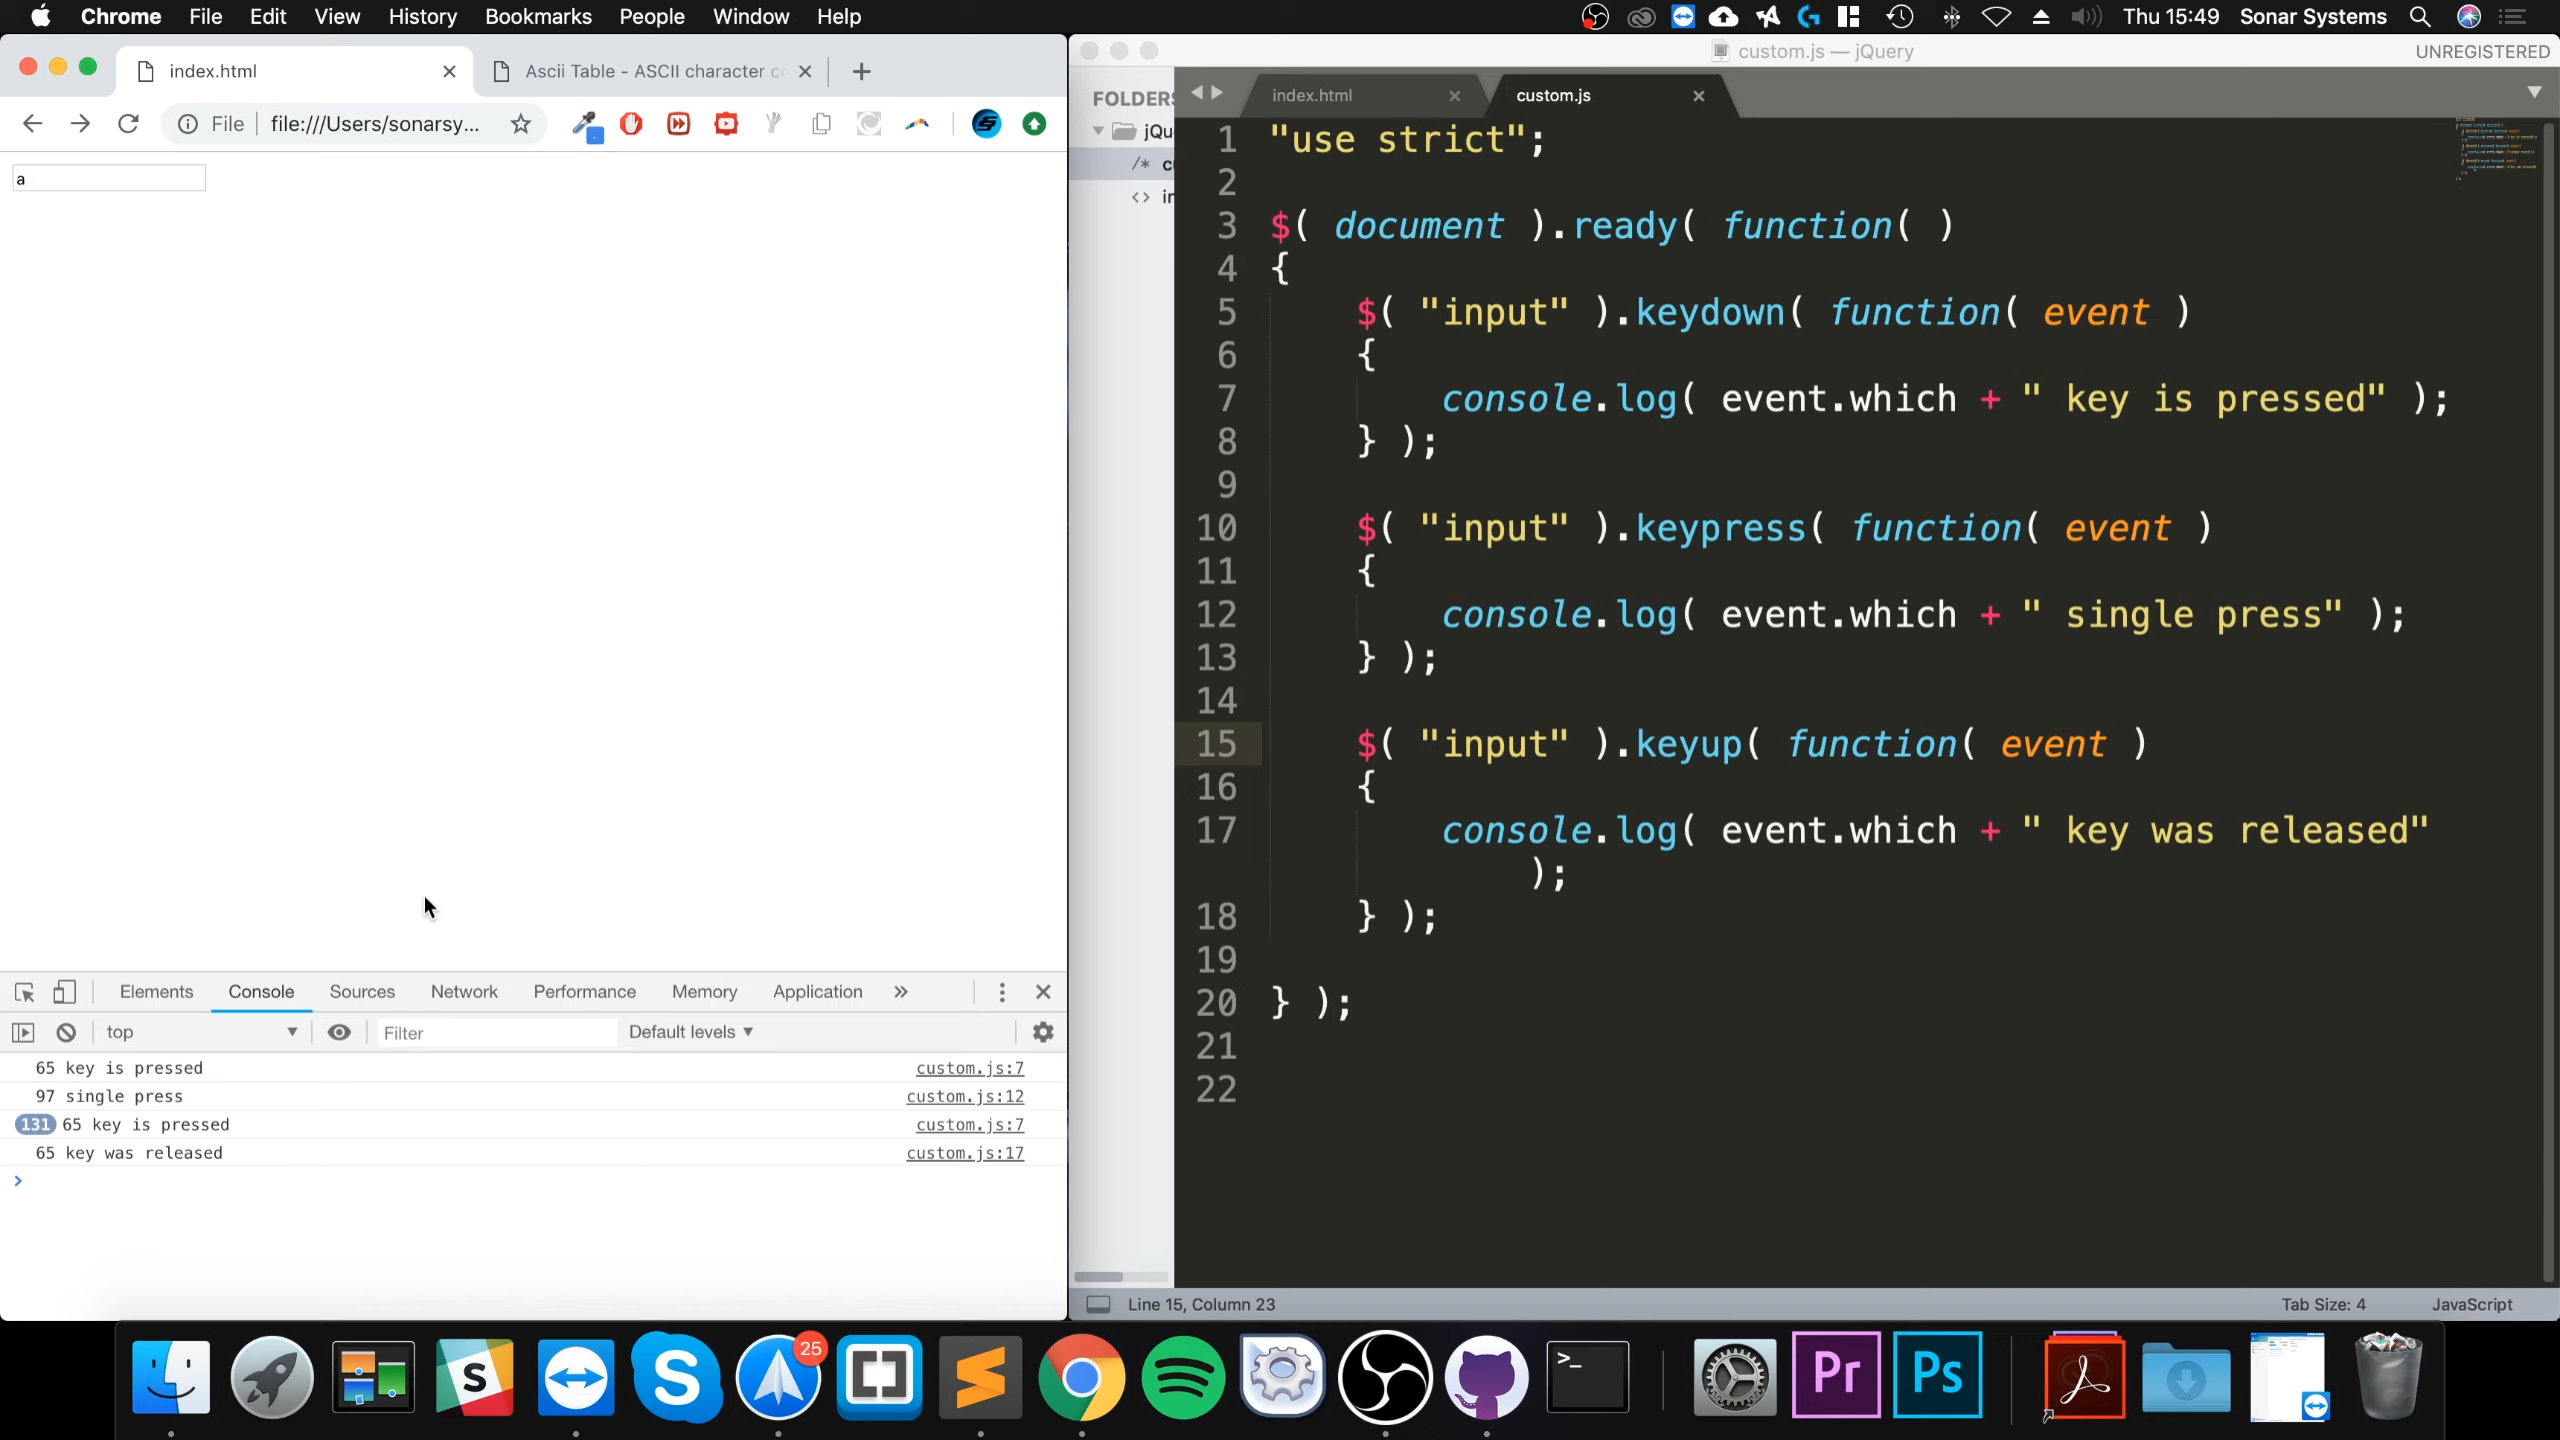 Chrome File Edit View History Bookmarks People Window Help
Thu 15:49 Sonar Systems
index.html
Ascii Table - ASCII character c
File file:///Users/sonarsy...
a
Elements Console Sources Network Performance Memory Application »
top Filter Default levels
65 key is pressed custom.js:7
97 single press custom.js:12
131 65 key is pressed custom.js:7
65 key was released custom.js:17
custom.js — jQuery UNREGISTERED
FOLDERS
jQu
/* cu
<> in
index.html custom.js
1 "use strict";
2
3 $( document ).ready( function( )
4 {
5 $( "input" ).keydown( function( event )
6 {
7 console.log( event.which + " key is pressed" );
8 } );
9
10 $( "input" ).keypress( function( event )
11 {
12 console.log( event.which + " single press" );
13 } );
14
15 $( "input" ).keyup( function( event )
16 {
17 console.log( event.which + " key was released"
);
18 } );
19
20 } );
21
22
Line 15, Column 23 Tab Size: 4 JavaScript
S
25
>_
Pr
Ps